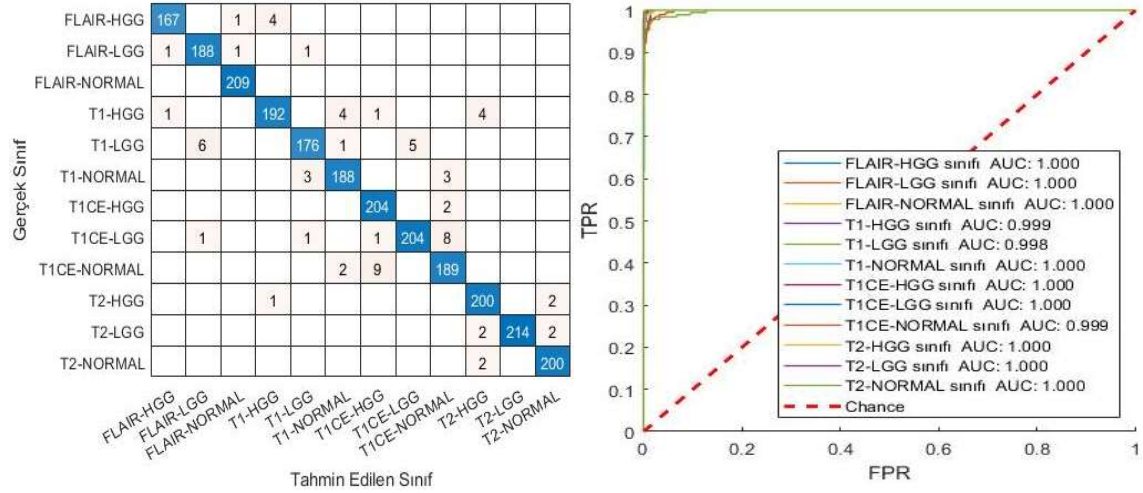 Gerçek Sınıf
FLAIR-HGG 167 1 4
FLAIR-LGG 1 188 1 1
FLAIR-NORMAL 209
T1-HGG 1 192 4 1 4
T1-LGG 6 176 1 5
T1-NORMAL 3 188 3
T1CE-HGG 204 2
T1CE-LGG 1 1 1 204 8
T1CE-NORMAL 2 9 189
T2-HGG 1 200 2
T2-LGG 2 214 2
T2-NORMAL 2 200
FLAIR-HGG FLAIR-LGG FLAIR-NORMAL T1-HGG T1-LGG T1-NORMAL T1CE-HGG T1CE-LGG T1CE-NORMAL T2-HGG T2-LGG T2-NORMAL
Tahmin Edilen Sınıf
TPR
1
0.9
0.8
0.7
0.6
0.5
0.4
0.3
0.2
0.1
0
FLAIR-HGG sınıfı AUC: 1.000
FLAIR-LGG sınıfı AUC: 1.000
FLAIR-NORMAL sınıfı AUC: 1.000
T1-HGG sınıfı AUC: 0.999
T1-LGG sınıfı AUC: 0.998
T1-NORMAL sınıfı AUC: 1.000
T1CE-HGG sınıfı AUC: 1.000
T1CE-LGG sınıfı AUC: 1.000
T1CE-NORMAL sınıfı AUC: 0.999
T2-HGG sınıfı AUC: 1.000
T2-LGG sınıfı AUC: 1.000
T2-NORMAL sınıfı AUC: 1.000
Chance
0 0.2 0.4 0.6 0.8 1
FPR